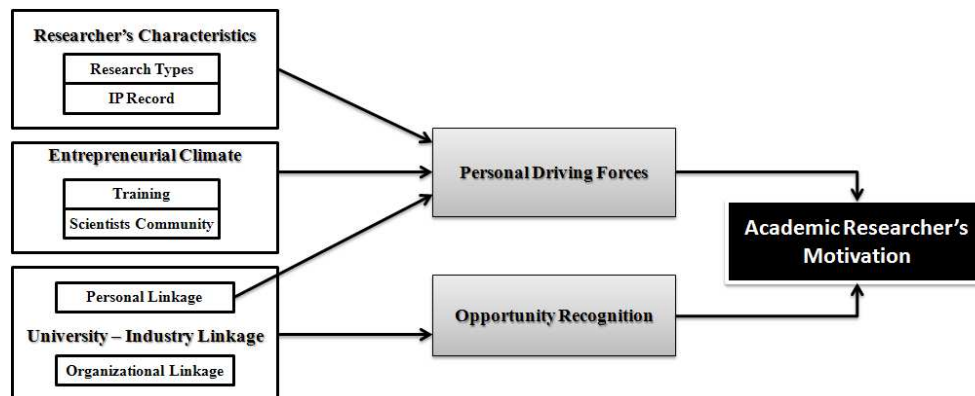 Researcher's Characteristics
Research Types
IP Record
Entrepreneurial Climate
Training
Scientists Community
Personal Linkage
University – Industry Linkage
Organizational Linkage
Personal Driving Forces
Opportunity Recognition
Academic Researcher's
Motivation